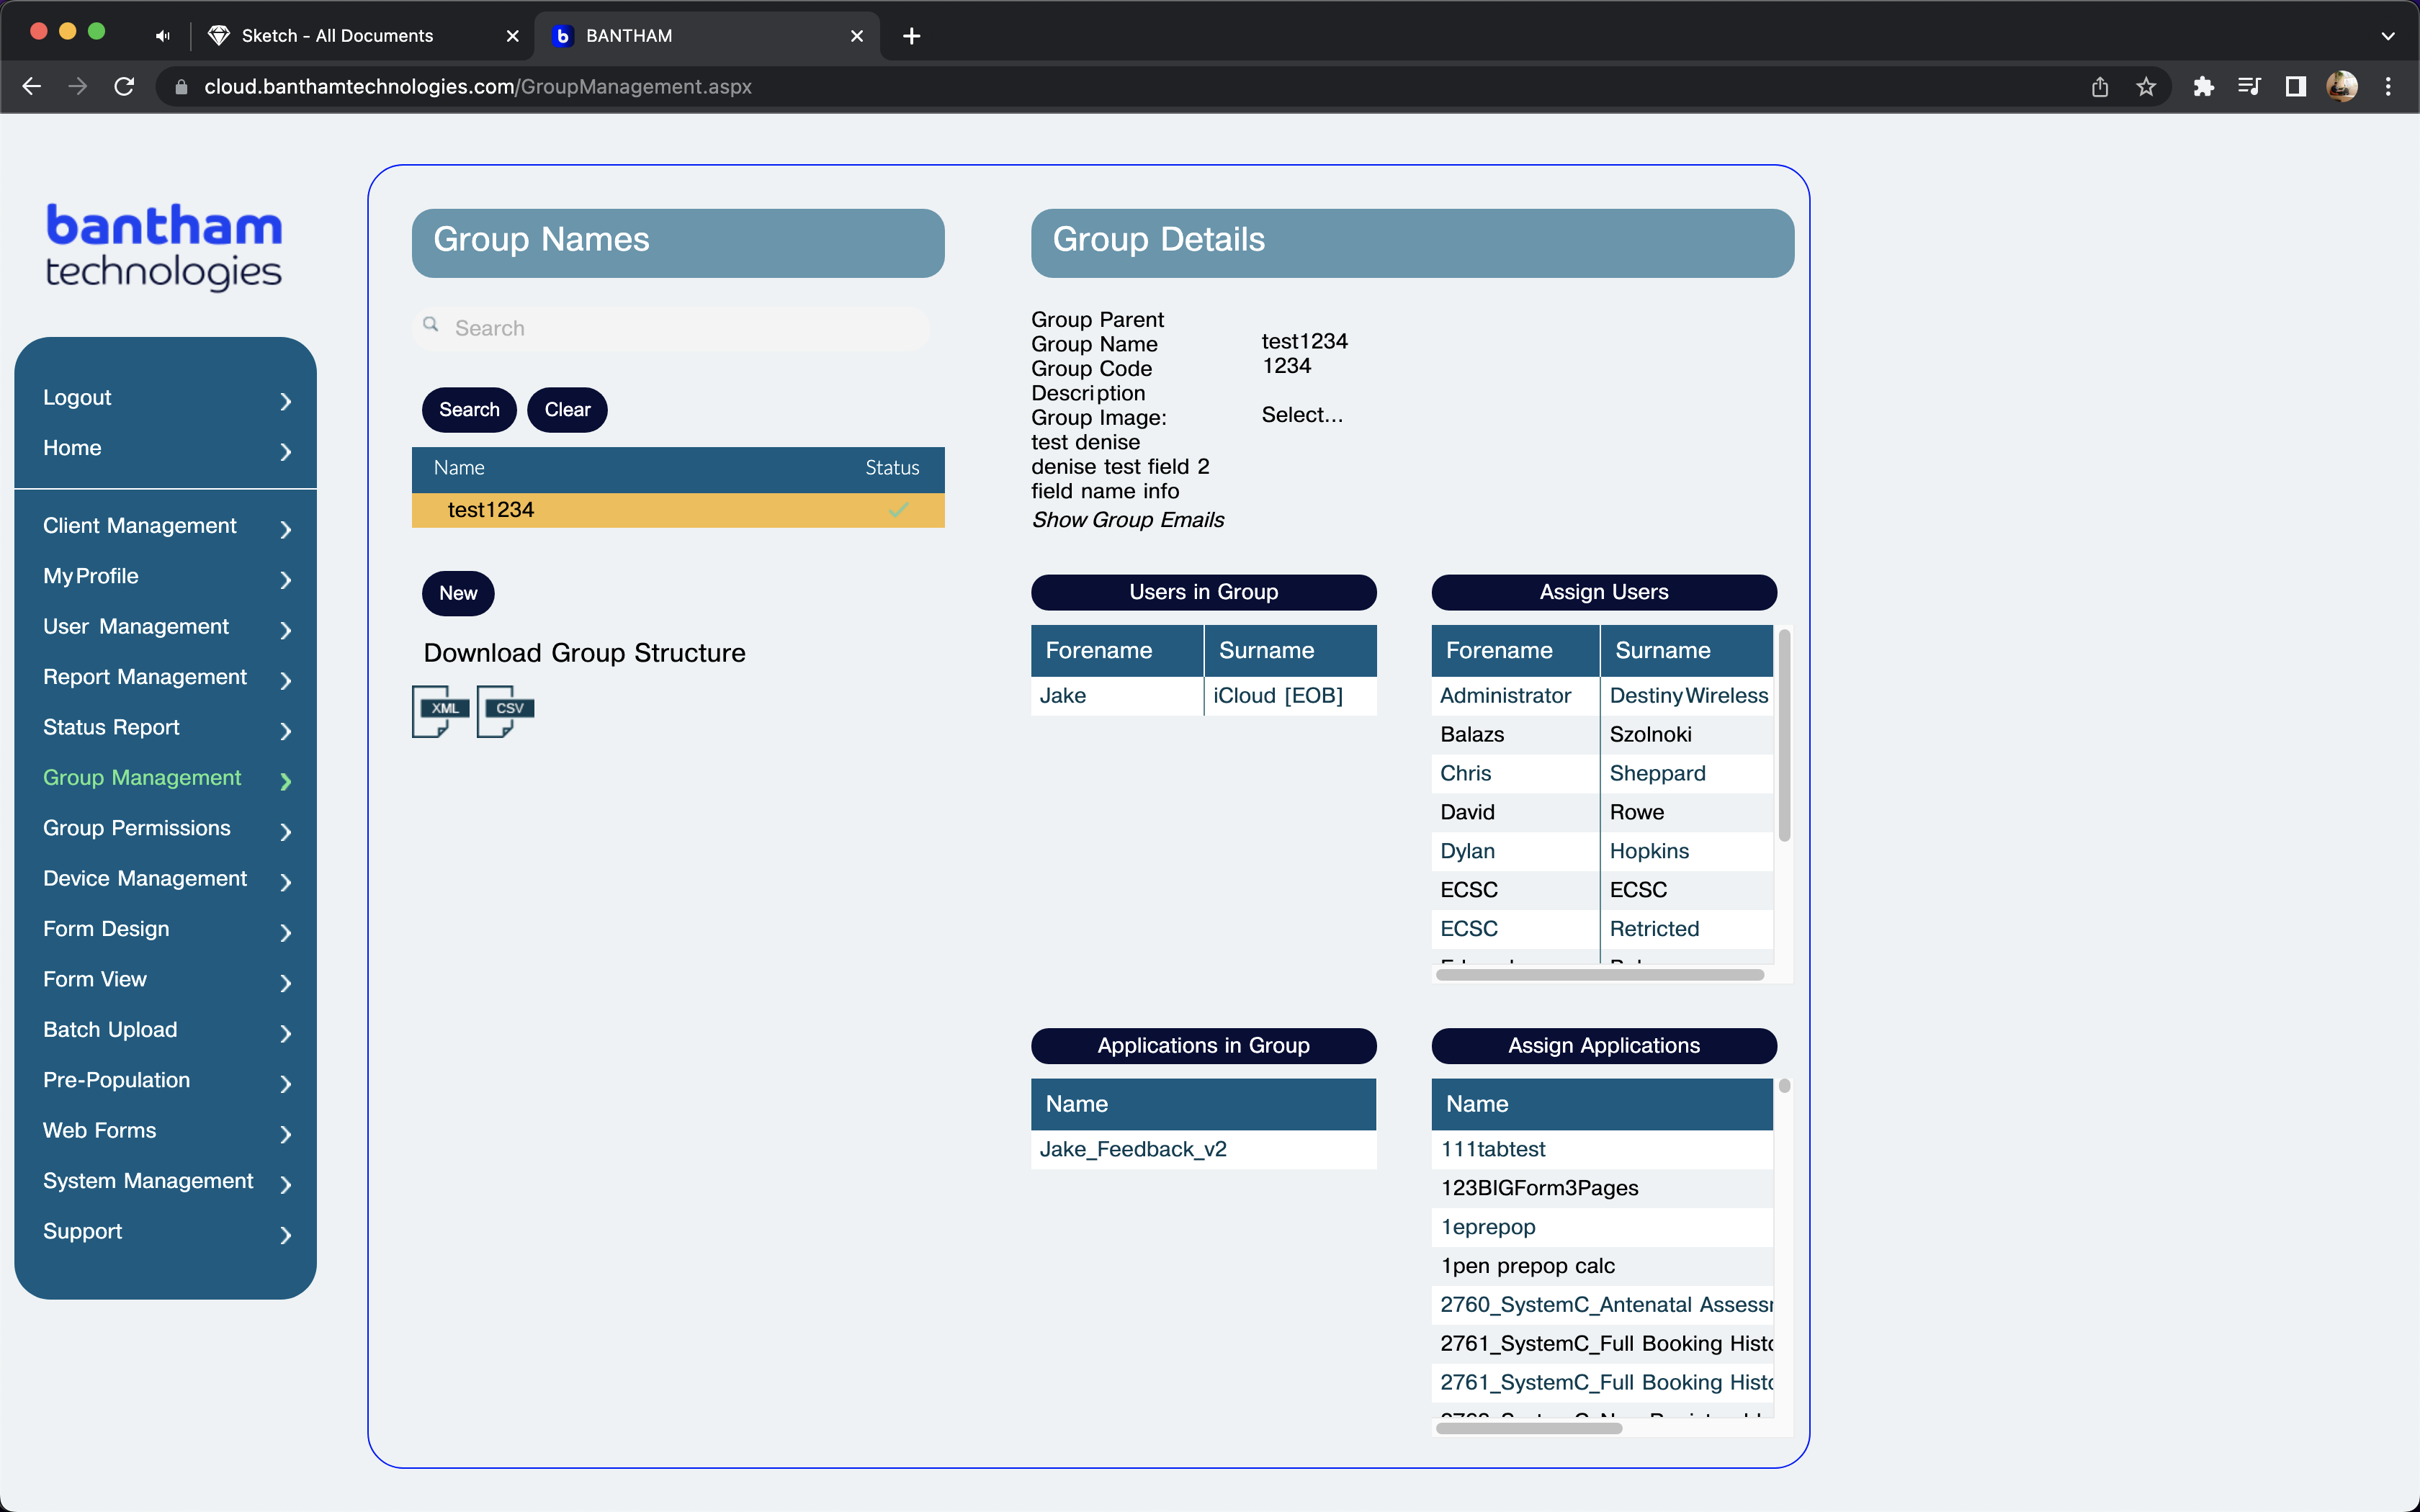 Sketch - All Documents
BANTHAM
cloud.banthamtechnologies.com/GroupManagement.aspx
bantham
technologies
Logout
Home
Client Management
My Profile
User Management
Report Management
Status Report
Group Management
Group Permissions
Device Management
Form Design
Form View
Batch Upload
Pre-Population
Web Forms
System Management
Support
Group Names
Search
Search Clear
Name Status
test1234
New
Download Group Structure
XML CSV
Group Details
Group Parent
Group Name test1234
Group Code 1234
Description
Group Image: Select...
test denise
denise test field 2
field name info
Show Group Emails
Users in Group
Forename Surname
Jake iCloud [EOB]
Assign Users
Forename Surname
Administrator DestinyWireless
Balazs Szolnoki
Chris Sheppard
David Rowe
Dylan Hopkins
ECSC ECSC
ECSC Retricted
Applications in Group
Name
Jake_Feedback_v2
Assign Applications
Name
111tabtest
123BIGForm3Pages
1eprepop
1pen prepop calc
2760_SystemC_Antenatal Assessm
2761_SystemC_Full Booking Histo
2761_SystemC_Full Booking Histo